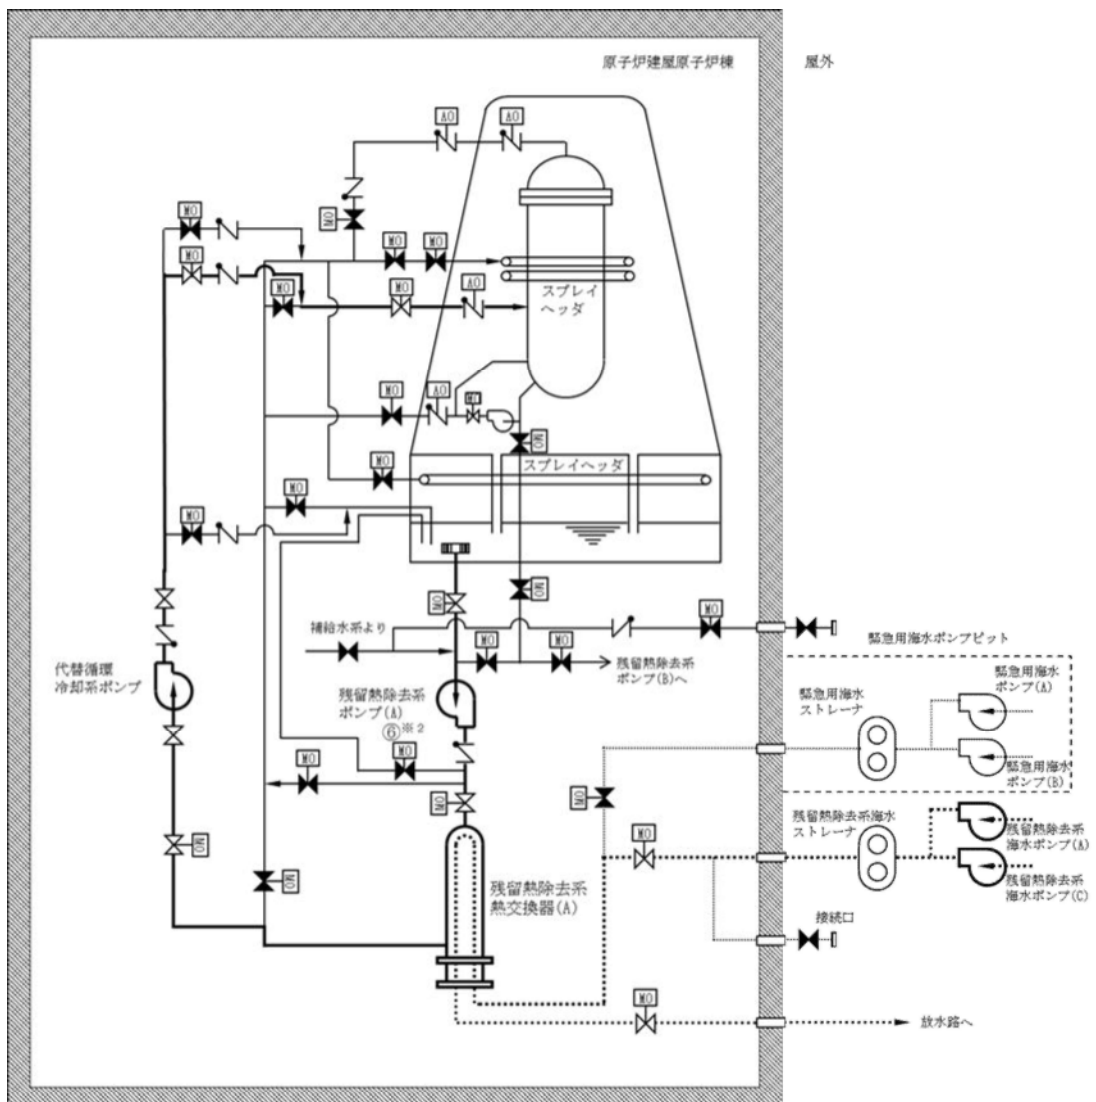 原子炉建屋原子炉棟
屋外
AO
AO
MO
MO
MO
MO
MO
MO
スプレイ
ヘッダ
MO
MO
AO
MO
AO
MO
MO
スプレイヘッダ
MO
MO
MO
MO
MO
MO
補給水系より
MO
MO
残留熱除去系
ポンプ(B)へ
代替循環
冷却系ポンプ
残留熱除去系
ポンプ(A)
⑥※2
緊急用海水ポンプピット
緊急用海水
ポンプ(A)
緊急用海水
ストレーナ
緊急用海水
ポンプ(B)
MO
MO
MO
MO
MO
MO
MO
残留熱除去系海水
ストレーナ
残留熱除去系
海水ポンプ(A)
残留熱除去系
海水ポンプ(C)
残留熱除去系
熱交換器(A)
接続口
MO
放水路へ